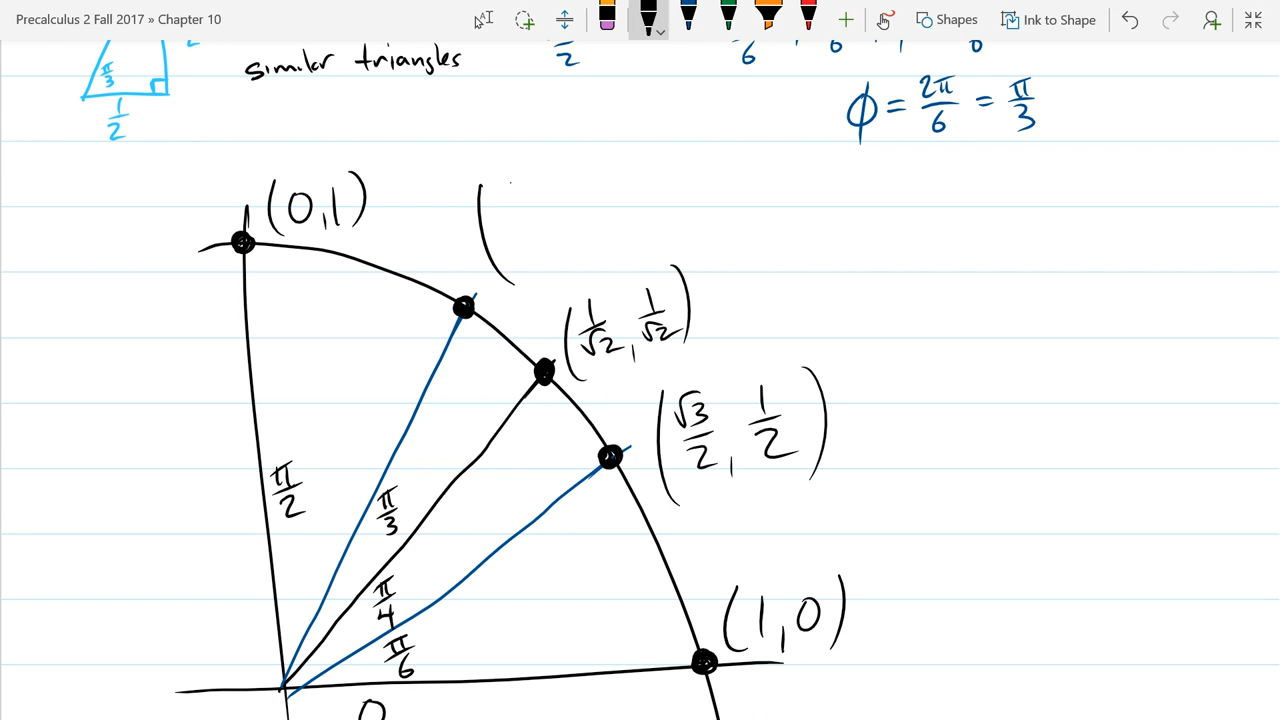 Precalculus 2 Fall 2017 » Chapter 10
Shapes
Ink to Shape
similar triangles
π/3
1/2
φ = 2π/6 = π/3
(0,1)
(
(1/√2, 1/√2)
(√3/2, 1/2)
π/2
π/3
π/4
π/6
(1,0)
0